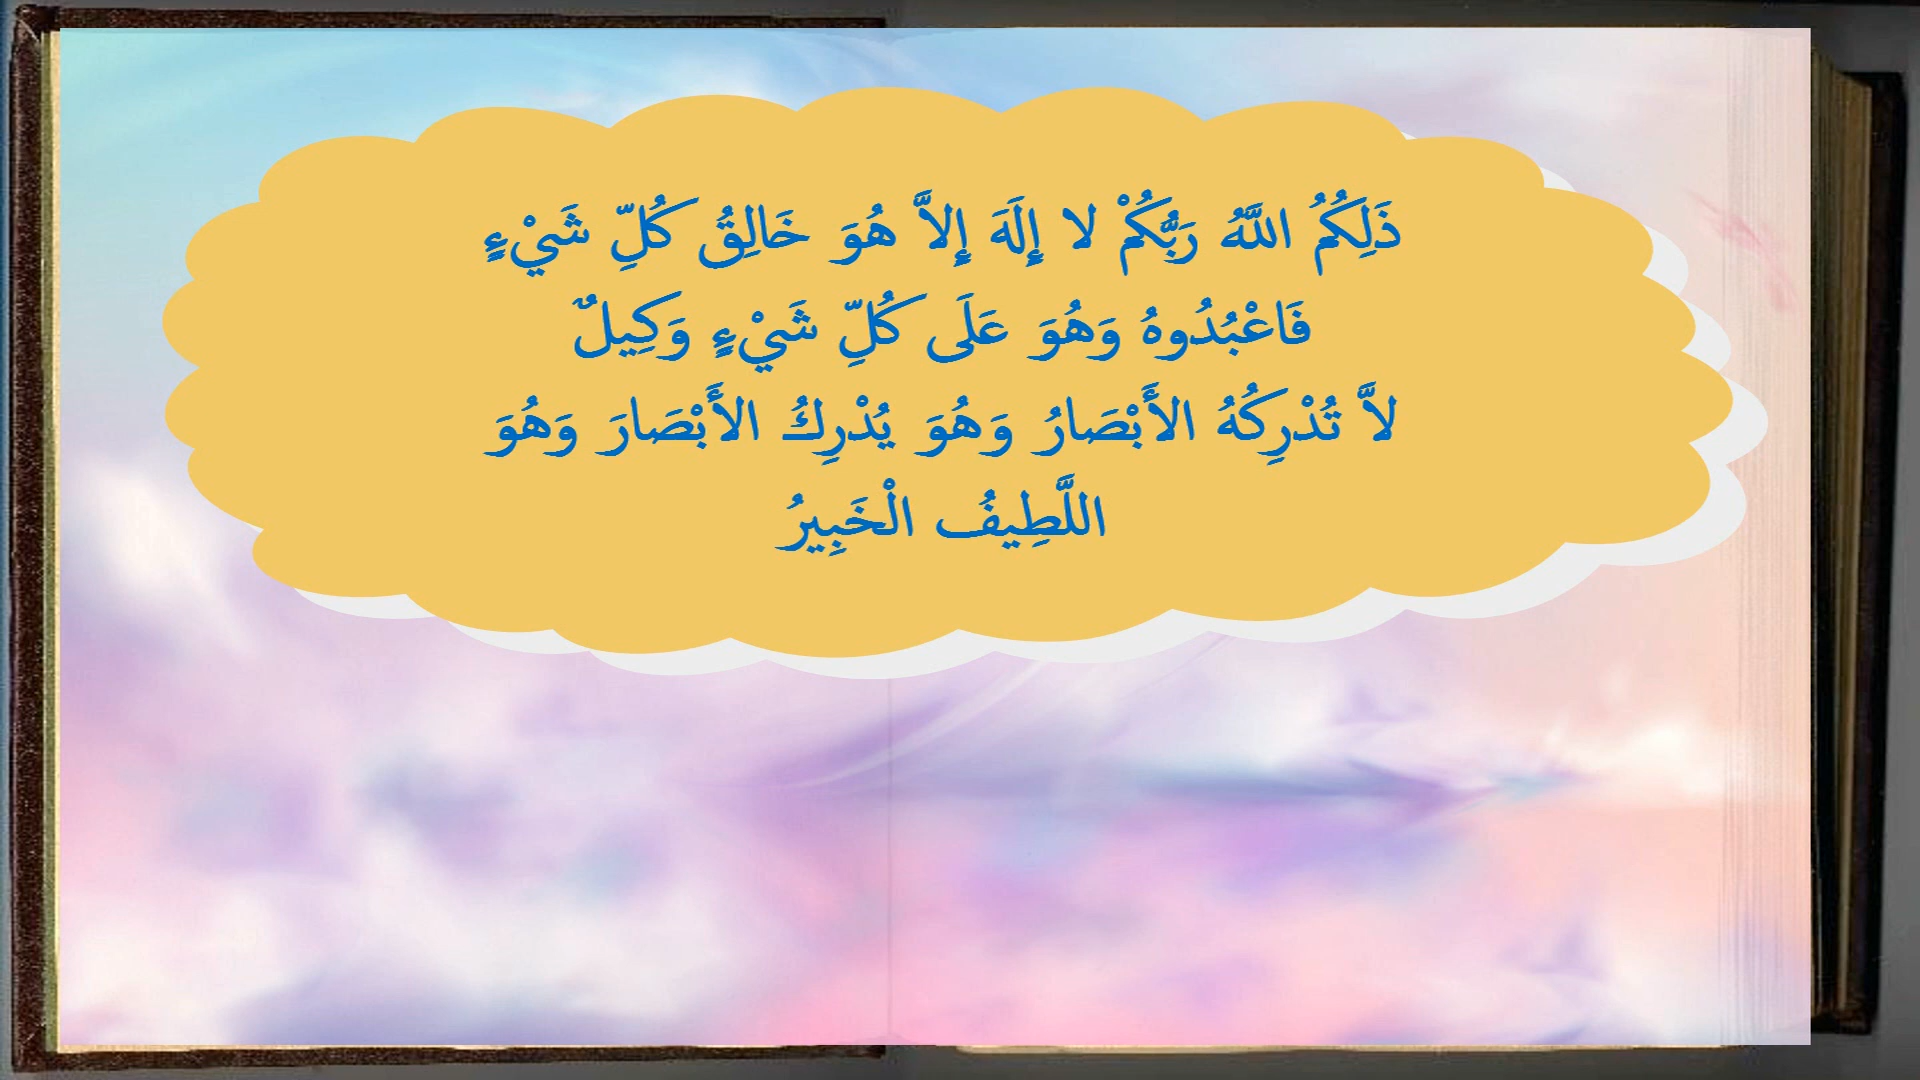 ذَلِكُمُ اللَّهُ رَبُّكُمْ لا إِلَهَ إِلاَّ هُوَ خَالِقُ كُلِّ شَيْءٍ
فَاعْبُدُوهُ وَهُوَ عَلَى كُلِّ شَيْءٍ وَكِيلٌ
لاَّ تُدْرِكُهُ الأَبْصَارُ وَهُوَ يُدْرِكُ الأَبْصَارَ وَهُوَ
اللَّطِيفُ الْخَبِيرُ